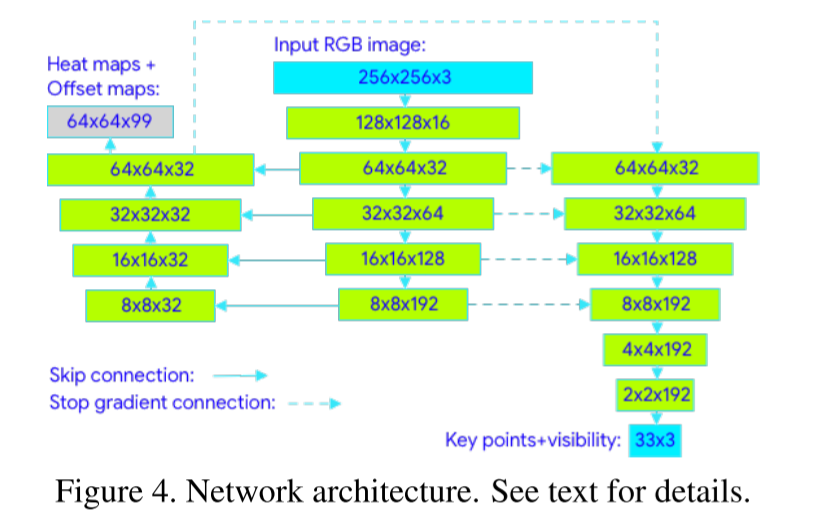 Input RGB image:
256x256x3
128x128x16
64x64x32
32x32x64
16x16x128
8x8x192
Heat maps +
Offset maps:
64x64x99
64x64x32
32x32x32
16x16x32
8x8x32
64x64x32
32x32x64
16x16x128
8x8x192
4x4x192
2x2x192
Key points+visibility: 33x3
Skip connection:
Stop gradient connection:
Figure 4. Network architecture. See text for details.